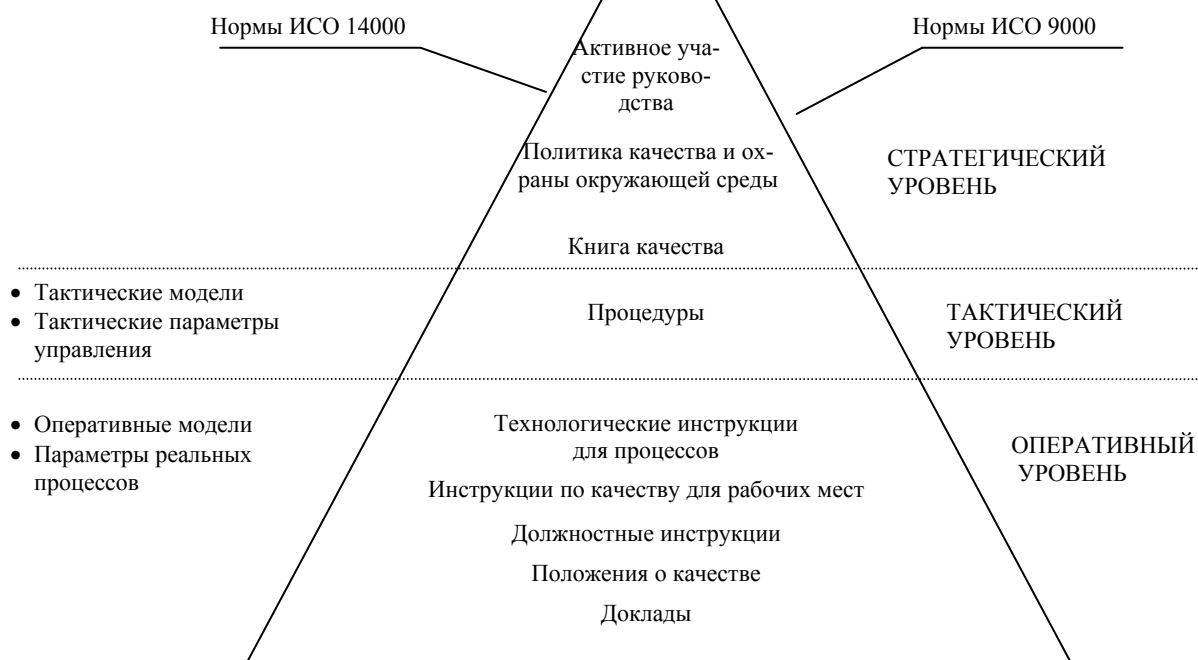 Нормы ИСО 14000
Нормы ИСО 9000
Активное уча-
стие руково-
дства
Политика качества и ох-
раны окружающей среды
СТРАТЕГИЧЕСКИЙ
УРОВЕНЬ
Книга качества
• Тактические модели
• Тактические параметры
управления
Процедуры
ТАКТИЧЕСКИЙ
УРОВЕНЬ
• Оперативные модели
• Параметры реальных
процессов
Технологические инструкции
для процессов
Инструкции по качеству для рабочих мест
Должностные инструкции
Положения о качестве
Доклады
ОПЕРАТИВНЫЙ
УРОВЕНЬ